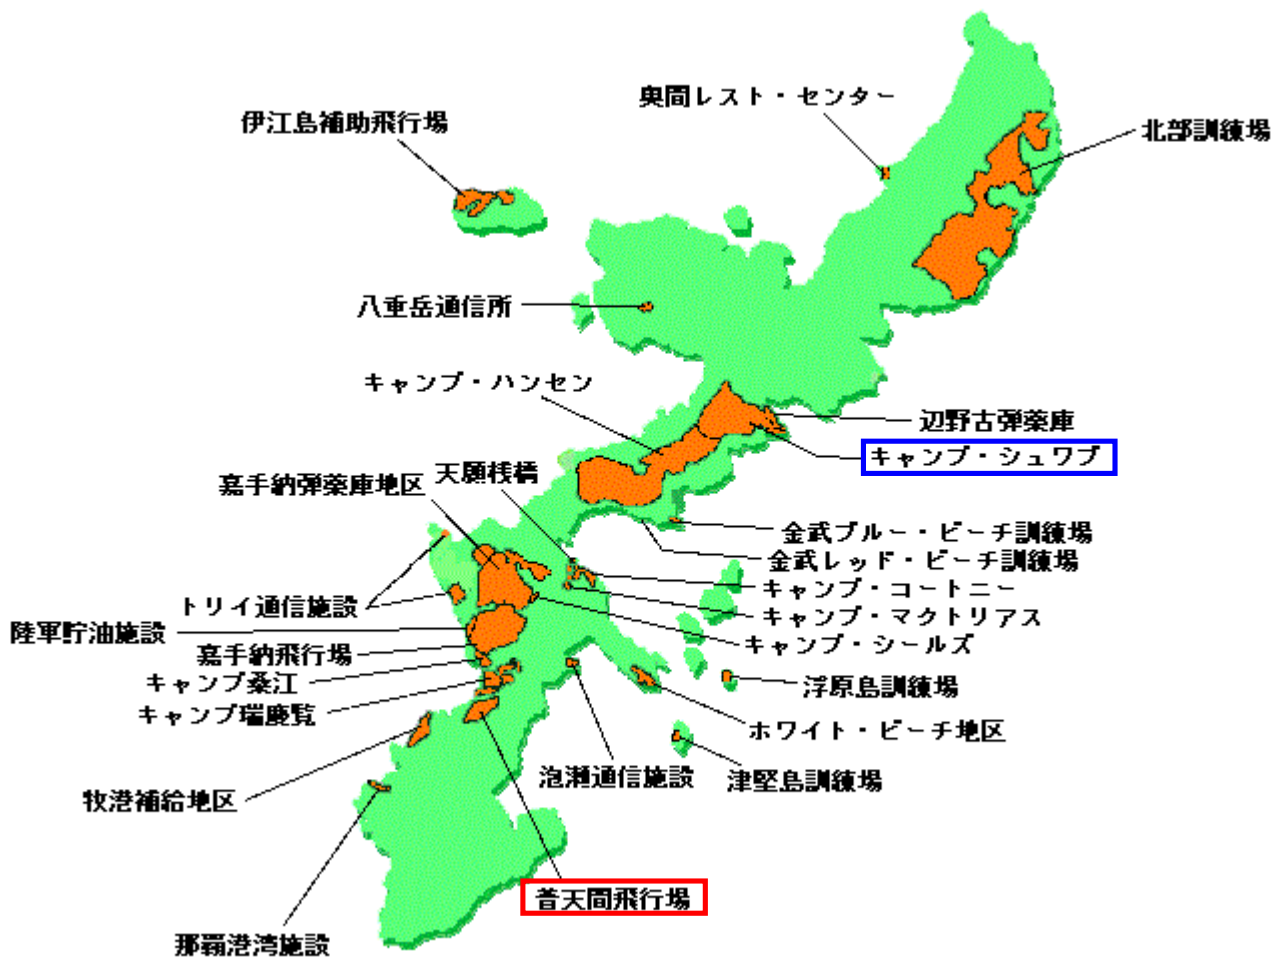 奥間レスト・センター
伊江島補助飛行場
北部訓練場
八重岳通信所
キャンプ・ハンセン
辺野古弾薬庫
キャンプ・シュワブ
天願桟橋
嘉手納弾薬庫地区
金武ブルー・ビーチ訓練場
金武レッド・ビーチ訓練場
キャンプ・コートニー
トリイ通信施設
キャンプ・マクトリアス
陸軍貯油施設
キャンプ・シールズ
嘉手納飛行場
キャンプ桑江
浮原島訓練場
キャンプ瑞慶覧
ホワイト・ビーチ地区
泡瀬通信施設
津堅島訓練場
牧港補給地区
普天間飛行場
那覇港湾施設